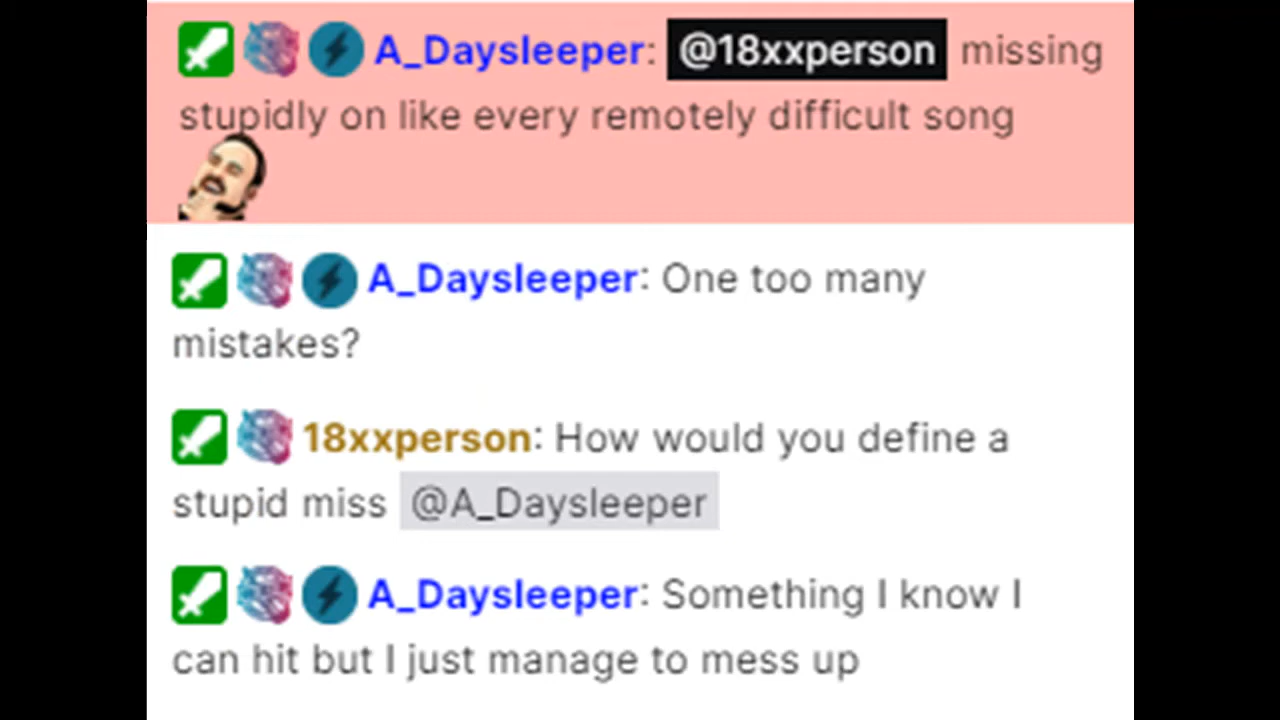 A_Daysleeper: @18xxperson missing
stupidly on like every remotely difficult song
A_Daysleeper: One too many
mistakes?
18xxperson: How would you define a
stupid miss @A_Daysleeper
A_Daysleeper: Something I know I
can hit but I just manage to mess up